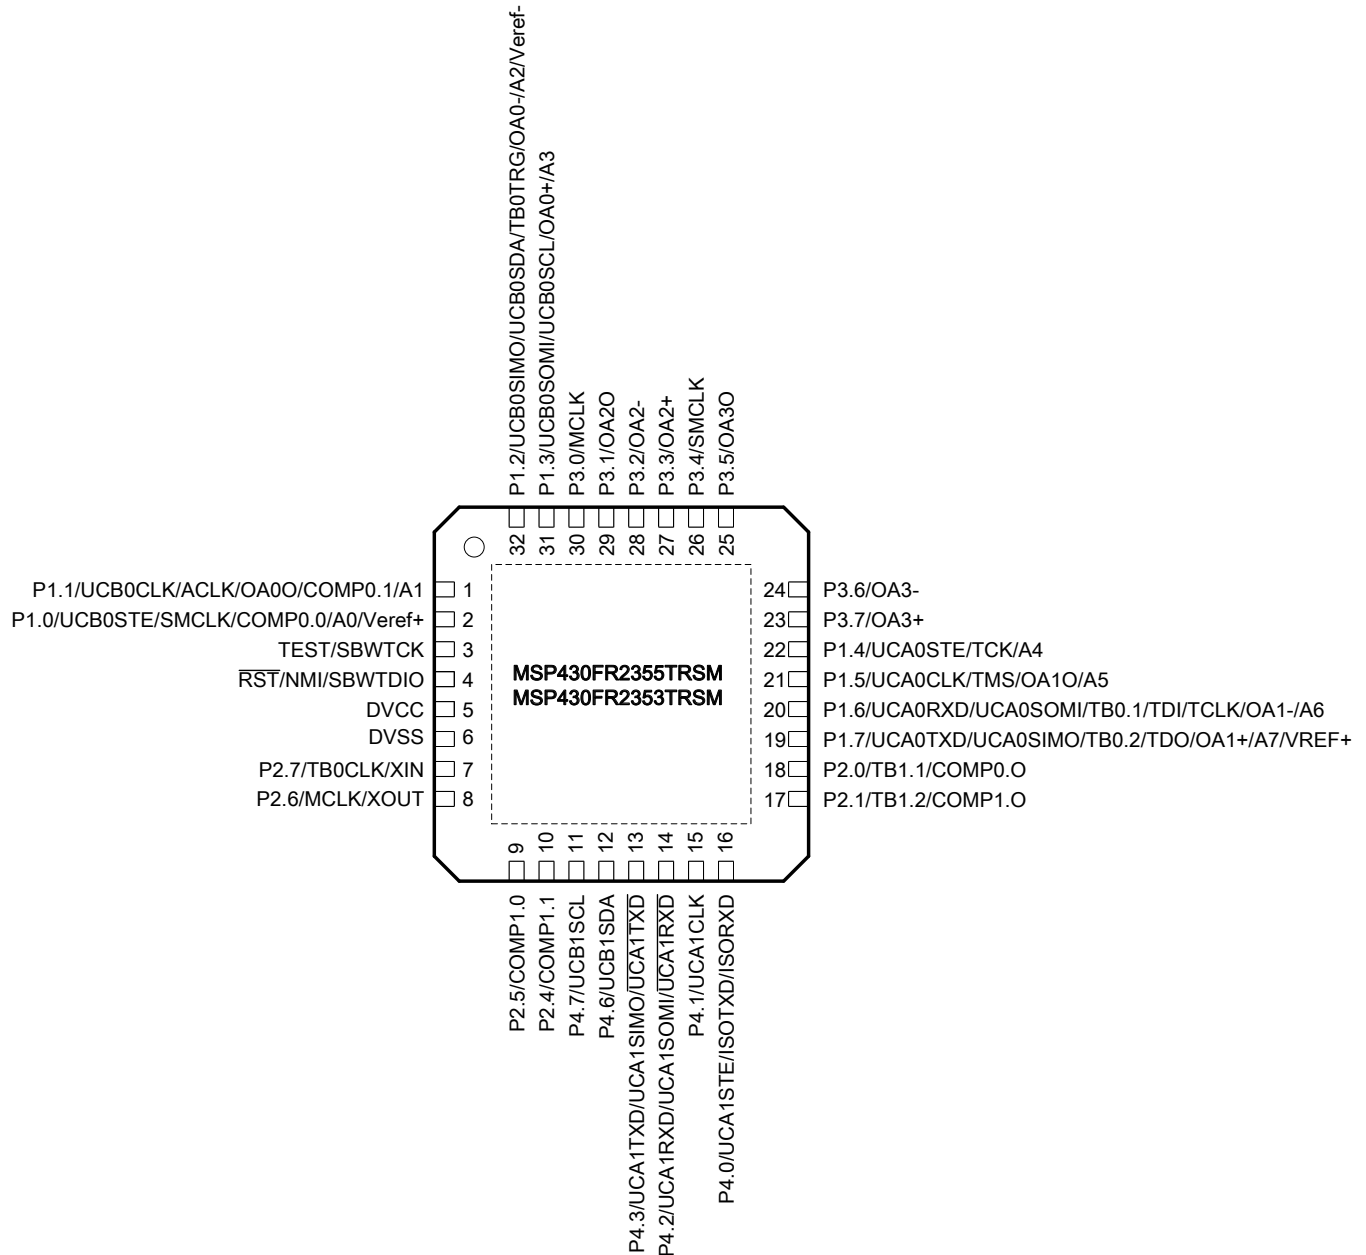 P1.2/UCB0SIMO/UCB0SDA/TB0TRG/OA0-/A2/Veref-
P1.3/UCB0SOMI/UCB0SCL/OA0+/A3
P3.0/MCLK
P3.1/OA2O
P3.2/OA2-
P3.3/OA2+
P3.4/SMCLK
P3.5/OA3O
32
31
30
29
28
27
26
25
P1.1/UCB0CLK/ACLK/OA0O/COMP0.1/A1
1
P1.0/UCB0STE/SMCLK/COMP0.0/A0/Veref+
2
TEST/SBWTCK
3
RST/NMI/SBWTDIO
4
DVCC
5
DVSS
6
P2.7/TB0CLK/XIN
7
P2.6/MCLK/XOUT
8
MSP430FR2355TRSM
MSP430FR2353TRSM
24
P3.6/OA3-
23
P3.7/OA3+
22
P1.4/UCA0STE/TCK/A4
21
P1.5/UCA0CLK/TMS/OA1O/A5
20
P1.6/UCA0RXD/UCA0SOMI/TB0.1/TDI/TCLK/OA1-/A6
19
P1.7/UCA0TXD/UCA0SIMO/TB0.2/TDO/OA1+/A7/VREF+
18
P2.0/TB1.1/COMP0.O
17
P2.1/TB1.2/COMP1.O
9
10
11
12
13
14
15
16
P2.5/COMP1.0
P2.4/COMP1.1
P4.7/UCB1SCL
P4.6/UCB1SDA
P4.3/UCA1TXD/UCA1SIMO/UCA1TXD
P4.2/UCA1RXD/UCA1SOMI/UCA1RXD
P4.1/UCA1CLK
P4.0/UCA1STE/ISOTXD/ISORXD